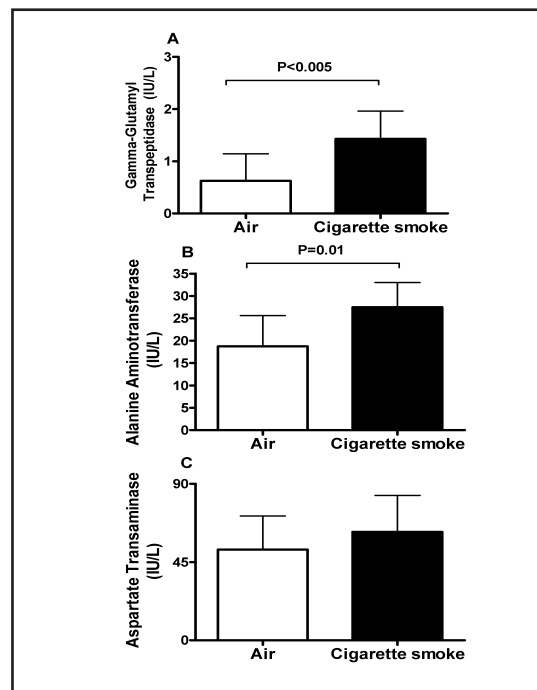 A
Gamma-Glutamyl
Transpeptidase (IU/L)
3
2
1
0
P<0.005
Air
Cigarette smoke
B
Alanine Aminotransferase
(IU/L)
35
30
25
20
15
10
5
0
P=0.01
Air
Cigarette smoke
C
Aspartate Transaminase
(IU/L)
90
45
0
Air
Cigarette smoke